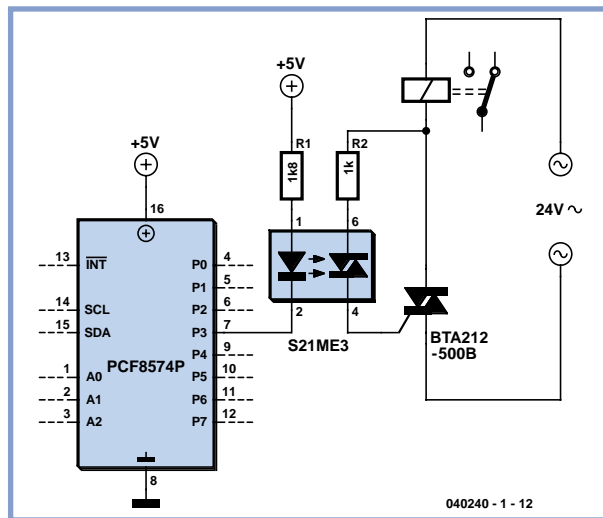 +5V
+5V
R1
1k8
R2
1k
24V ~
16
1
6
13
INT
P0
4
P1
5
14
SCL
P2
6
2
4
15
SDA
P3
7
S21ME3
BTA212
-500B
P4
9
PCF8574P
1
A0
P5
10
2
A1
P6
11
3
A2
P7
12
8
040240 - 1 - 12